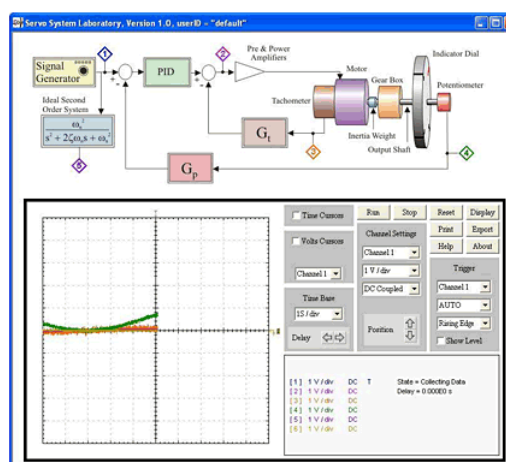 Servo System Laboratory, Version 1.0, userID - "default"
Pre & Power
Amplifiers
Indicator Dial
1
2
Signal
Generator
PID
Motor
Gear Box
Potentiometer
Ideal Second
Order System
Tachometer
ωₙ²
s² + 2ζωₙs + ωₙ²
Gt
Inertia Weight
Output Shaft
3
4
5
Gp
Time Cursors
Run Stop Reset Display
Volts Cursors
Channel Settings
Print Export
Channel 1
Help About
Channel 1
1 V / div
Trigger
Time Base
DC Coupled
Channel 1
1S / div
AUTO
Delay
Position
Rising Edge
Show Level
[1] 1 V / div DC T State = Collecting Data
[2] 1 V / div DC Delay = 0.000E0 s
[3] 1 V / div DC
[4] 1 V / div DC
[5] 1 V / div DC
[6] 1 V / div DC